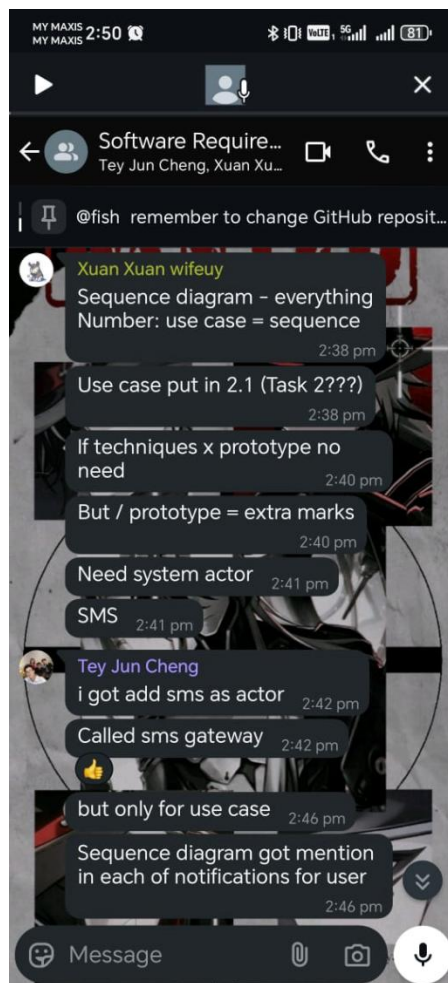 MY MAXIS
MY MAXIS 2:50
VoLTE 5G 81
Software Require...
Tey Jun Cheng, Xuan Xu...
@fish remember to change GitHub reposit...
Xuan Xuan wifeuy
Sequence diagram - everything
Number: use case = sequence
2:38 pm
Use case put in 2.1 (Task 2???)
2:38 pm
If techniques x prototype no
need
2:40 pm
But / prototype = extra marks
2:40 pm
Need system actor 2:41 pm
SMS 2:41 pm
Tey Jun Cheng
i got add sms as actor 2:42 pm
Called sms gateway 2:42 pm
but only for use case 2:46 pm
Sequence diagram got mention
in each of notifications for user
2:46 pm
Message